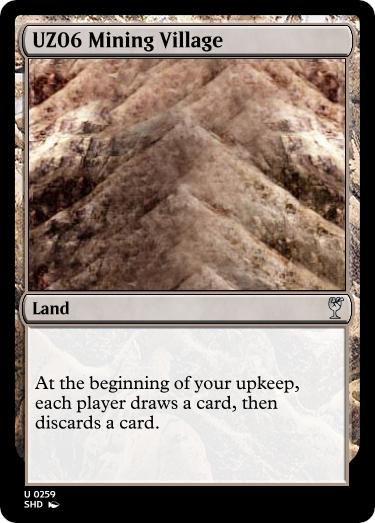 UZ06 Mining Village
Land
At the beginning of your upkeep,
each player draws a card, then
discards a card.
U 0259
SHD